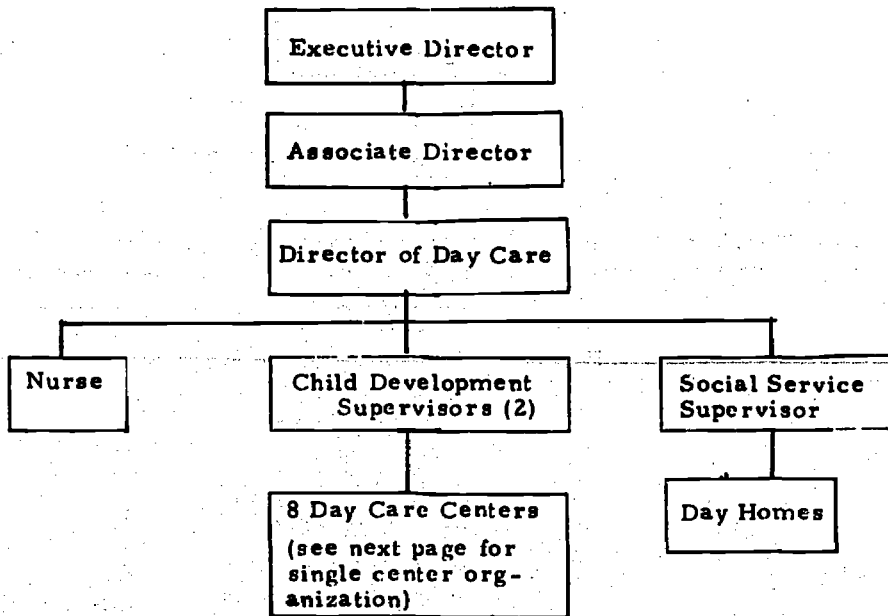 Executive Director
Associate Director
Director of Day Care
Nurse
Child Development
Supervisors (2)
Social Service
Supervisor
8 Day Care Centers
(see next page for
single center org-
anization)
Day Homes